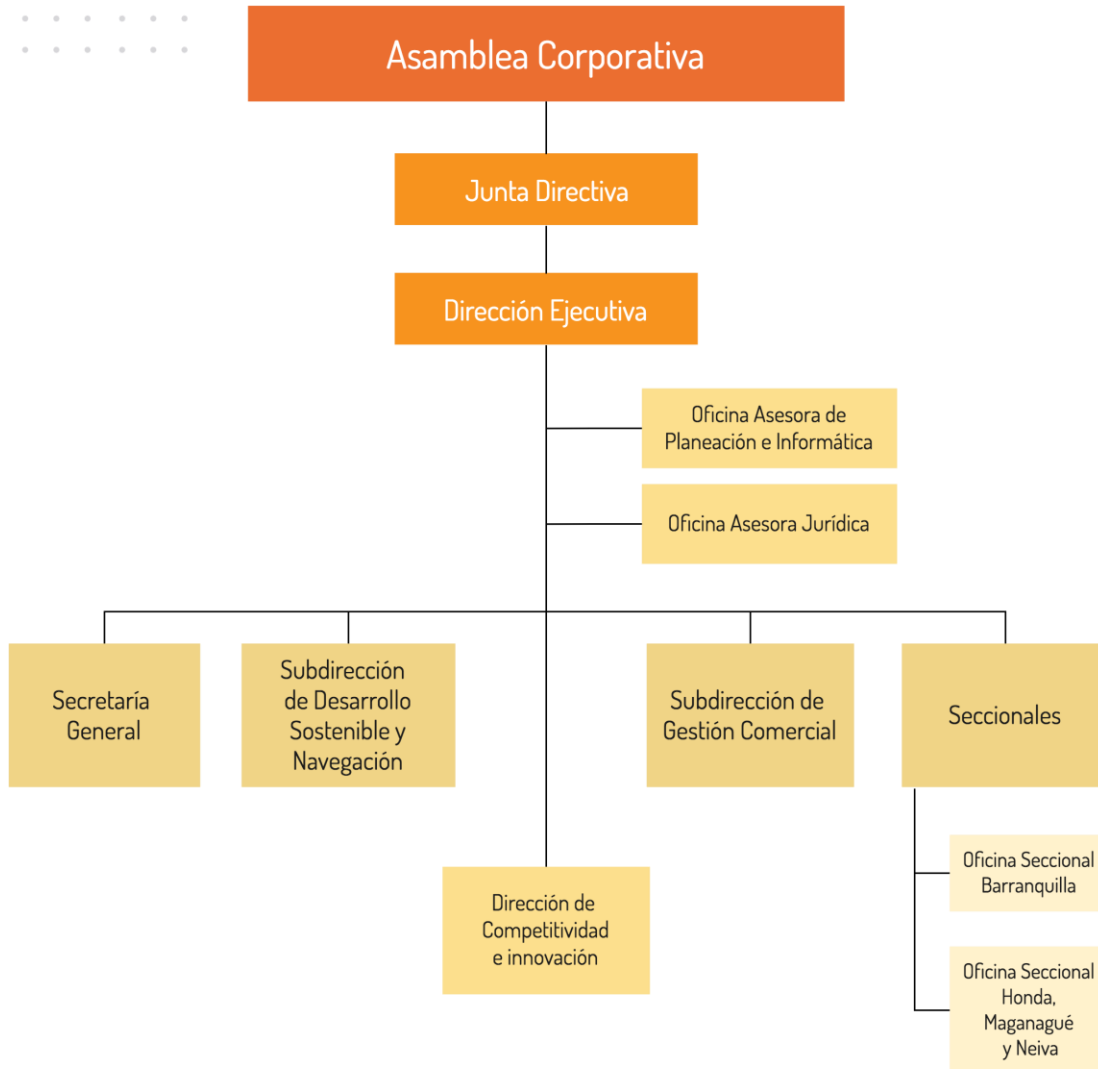 Asamblea Corporativa
Junta Directiva
Dirección Ejecutiva
Oficina Asesora de
Planeación e Informática
Oficina Asesora Jurídica
Secretaría
General
Subdirección
de Desarrollo
Sostenible y
Navegación
Subdirección de
Gestión Comercial
Seccionales
Dirección de
Competitividad
e innovación
Oficina Seccional
Barranquilla
Oficina Seccional
Honda,
Maganagué
y Neiva